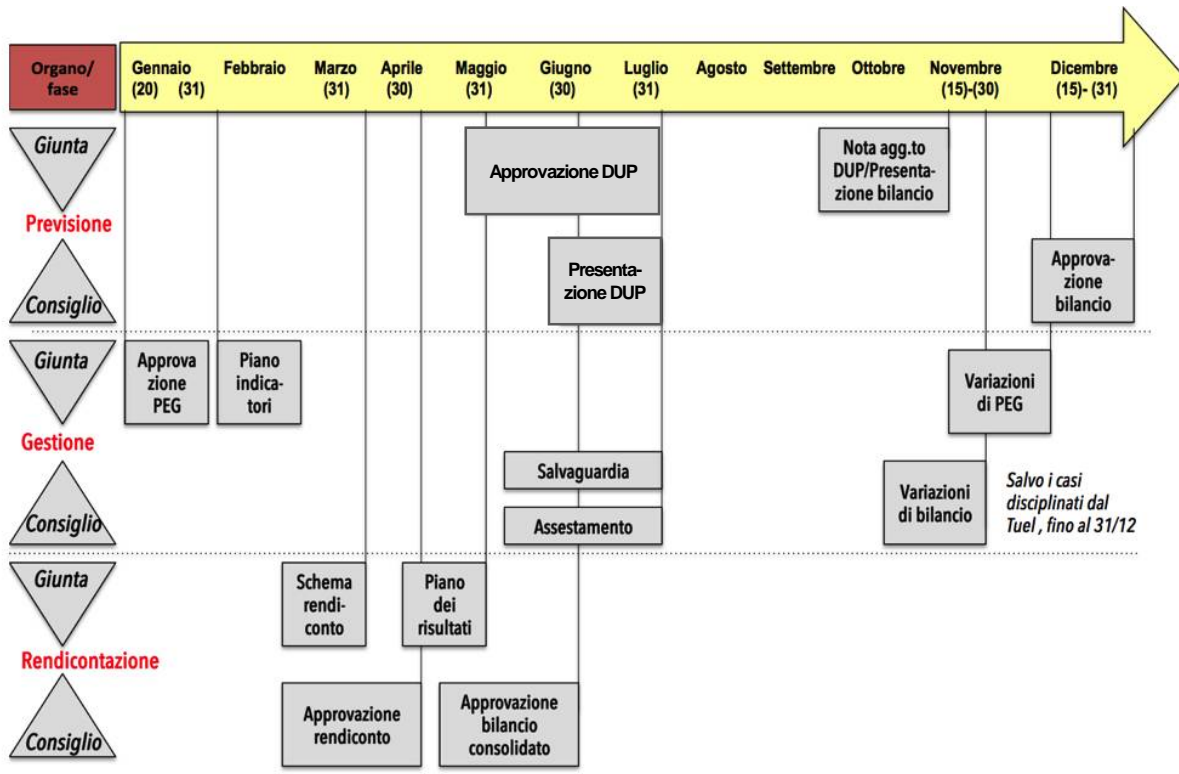 Organo/
fase
Gennaio
(20) (31)
Febbraio
Marzo
(31)
Aprile
(30)
Maggio
(31)
Giugno
(30)
Luglio
(31)
Agosto
Settembre
Ottobre
Novembre
(15)-(30)
Dicembre
(15)- (31)
Giunta
Previsione
Consiglio
Approvazione DUP
Nota agg.to
DUP/Presenta-
zione bilancio
Presenta-
zione DUP
Approva-
zione
bilancio
Giunta
Gestione
Consiglio
Approva
zione
PEG
Piano
indica-
tori
Variazioni
di PEG
Salvaguardia
Assestamento
Variazioni
di bilancio
Salvo i casi
disciplinati dal
Tuel , fino al 31/12
Giunta
Rendicontazione
Consiglio
Schema
rendi-
conto
Piano
dei
risultati
Approvazione
rendiconto
Approvazione
bilancio
consolidato